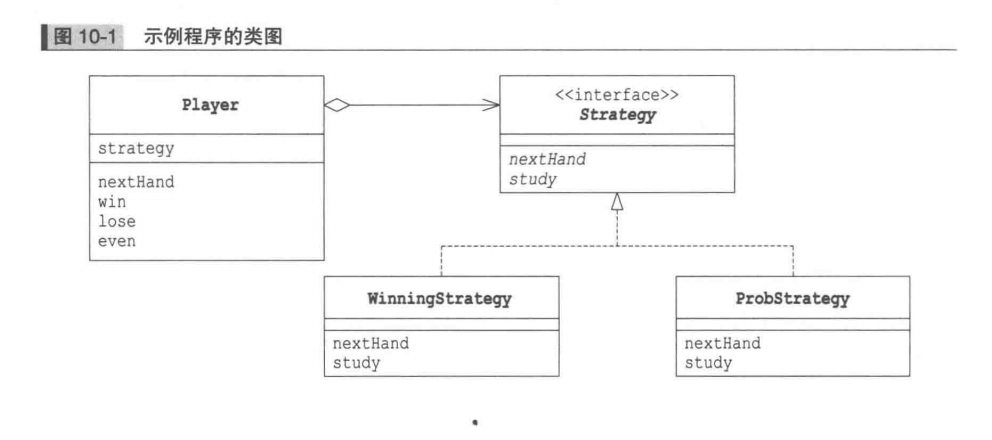 图 10-1 示例程序的类图
Player
strategy
nextHand
win
lose
even
<<interface>>
Strategy
nextHand
study
WinningStrategy
nextHand
study
ProbStrategy
nextHand
study